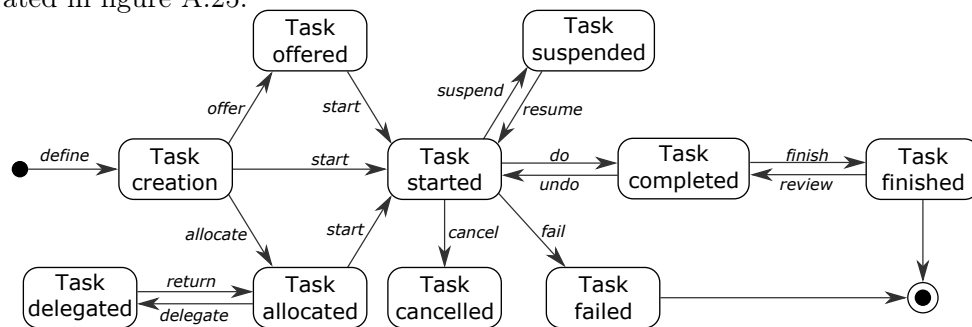 ated in figure A.25.
Task
offered
Task
suspended
offer
start
suspend
resume
define
Task
creation
start
Task
started
do
undo
Task
completed
finish
review
Task
finished
allocate
start
cancel
fail
Task
delegated
return
delegate
Task
allocated
Task
cancelled
Task
failed